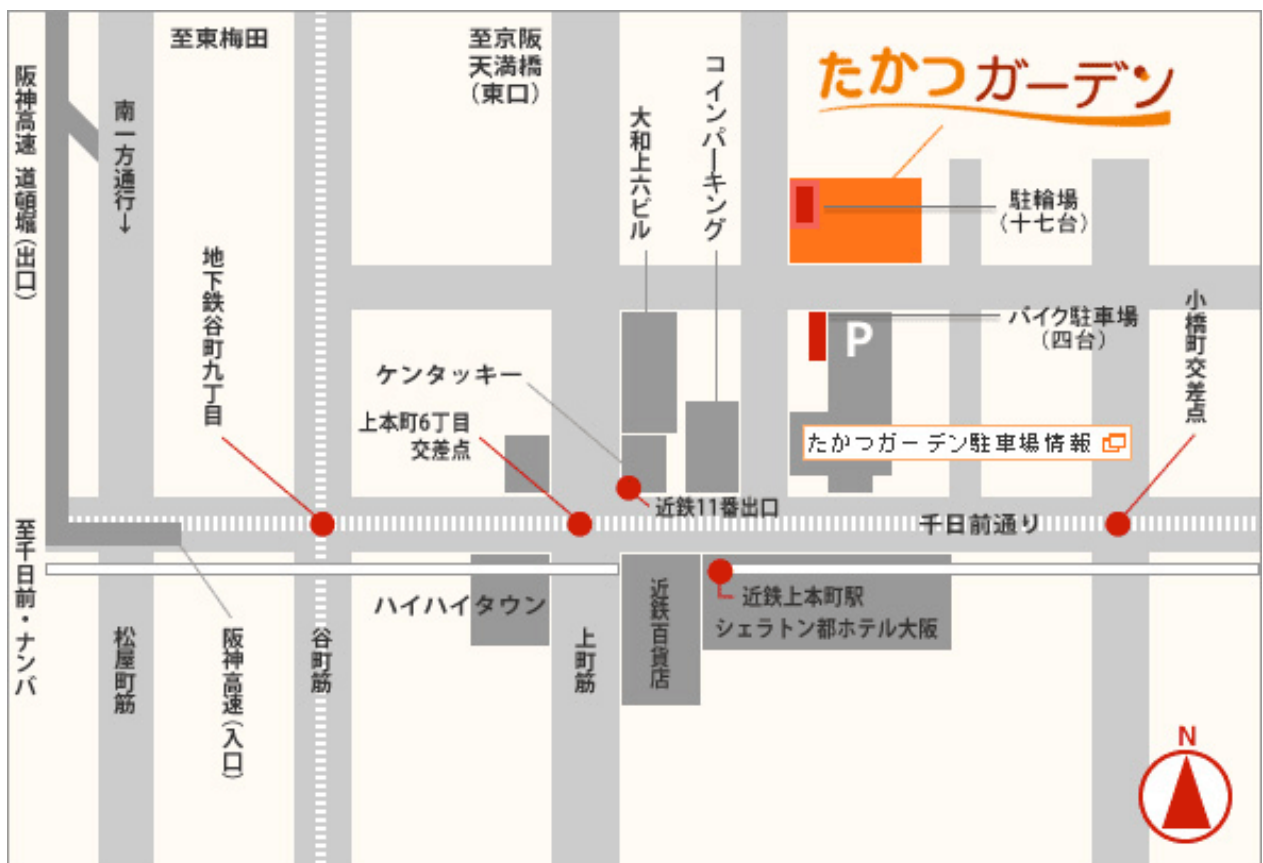 至東梅田
至京阪
天満橋
（東口）
コインパーキング
たかつガーデン
阪神高速 道頓堀（出口）
南一方通行↓
大和上六ビル
駐輪場
（十七台）
地下鉄谷町九丁目
バイク駐車場
（四台）
小橋町交差点
P
ケンタッキー
上本町6丁目
交差点
たかつガーデン駐車場情報
近鉄11番出口
千日前通り
至千日前・ナンバ
ハイハイタウン
近鉄百貨店
近鉄上本町駅
シェラトン都ホテル大阪
松屋町筋
阪神高速（入口）
谷町筋
上町筋
N